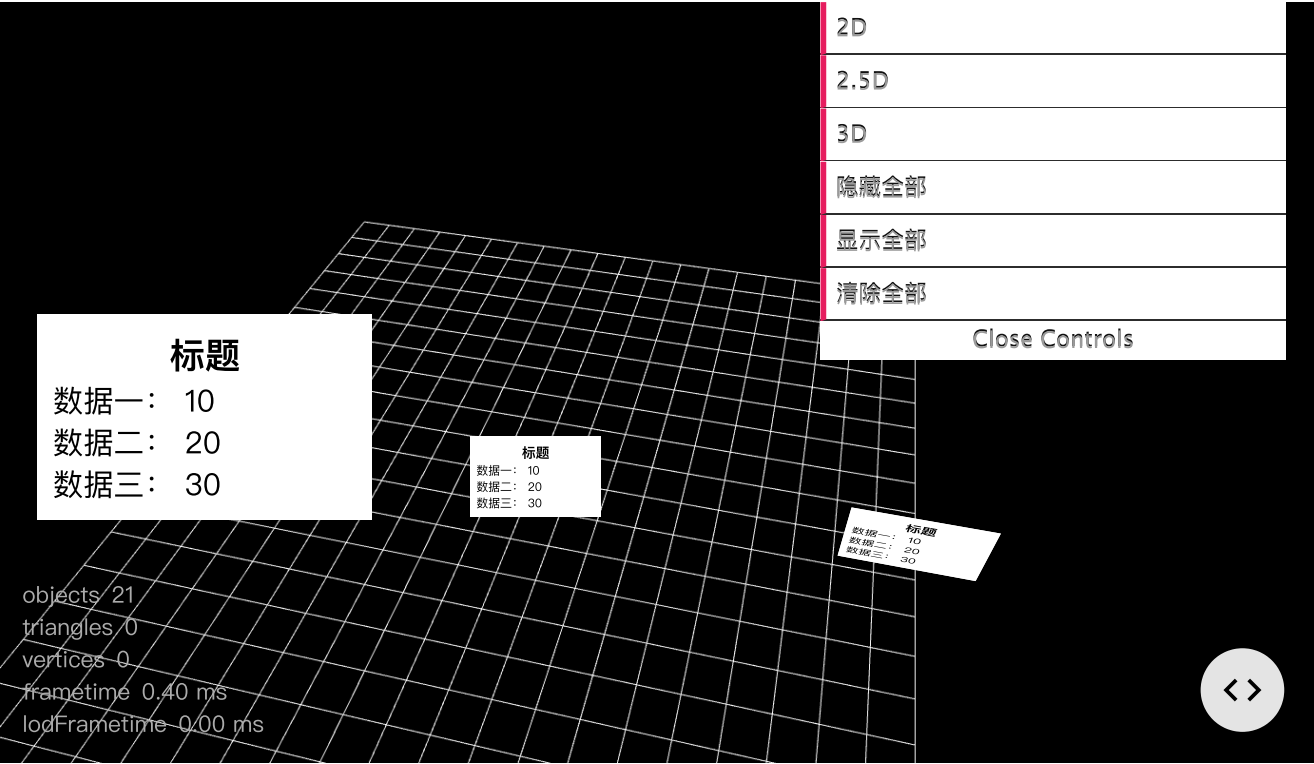 2D
2.5D
3D
隐藏全部
显示全部
清除全部
Close Controls
标题
数据一： 10
数据二： 20
数据三： 30
标题
数据一： 10
数据二： 20
数据三： 30
标题
数据一： 10
数据二： 20
数据三： 30
objects 21
triangles 0
vertices 0
frametime 0.40 ms
lodFrametime 0.00 ms